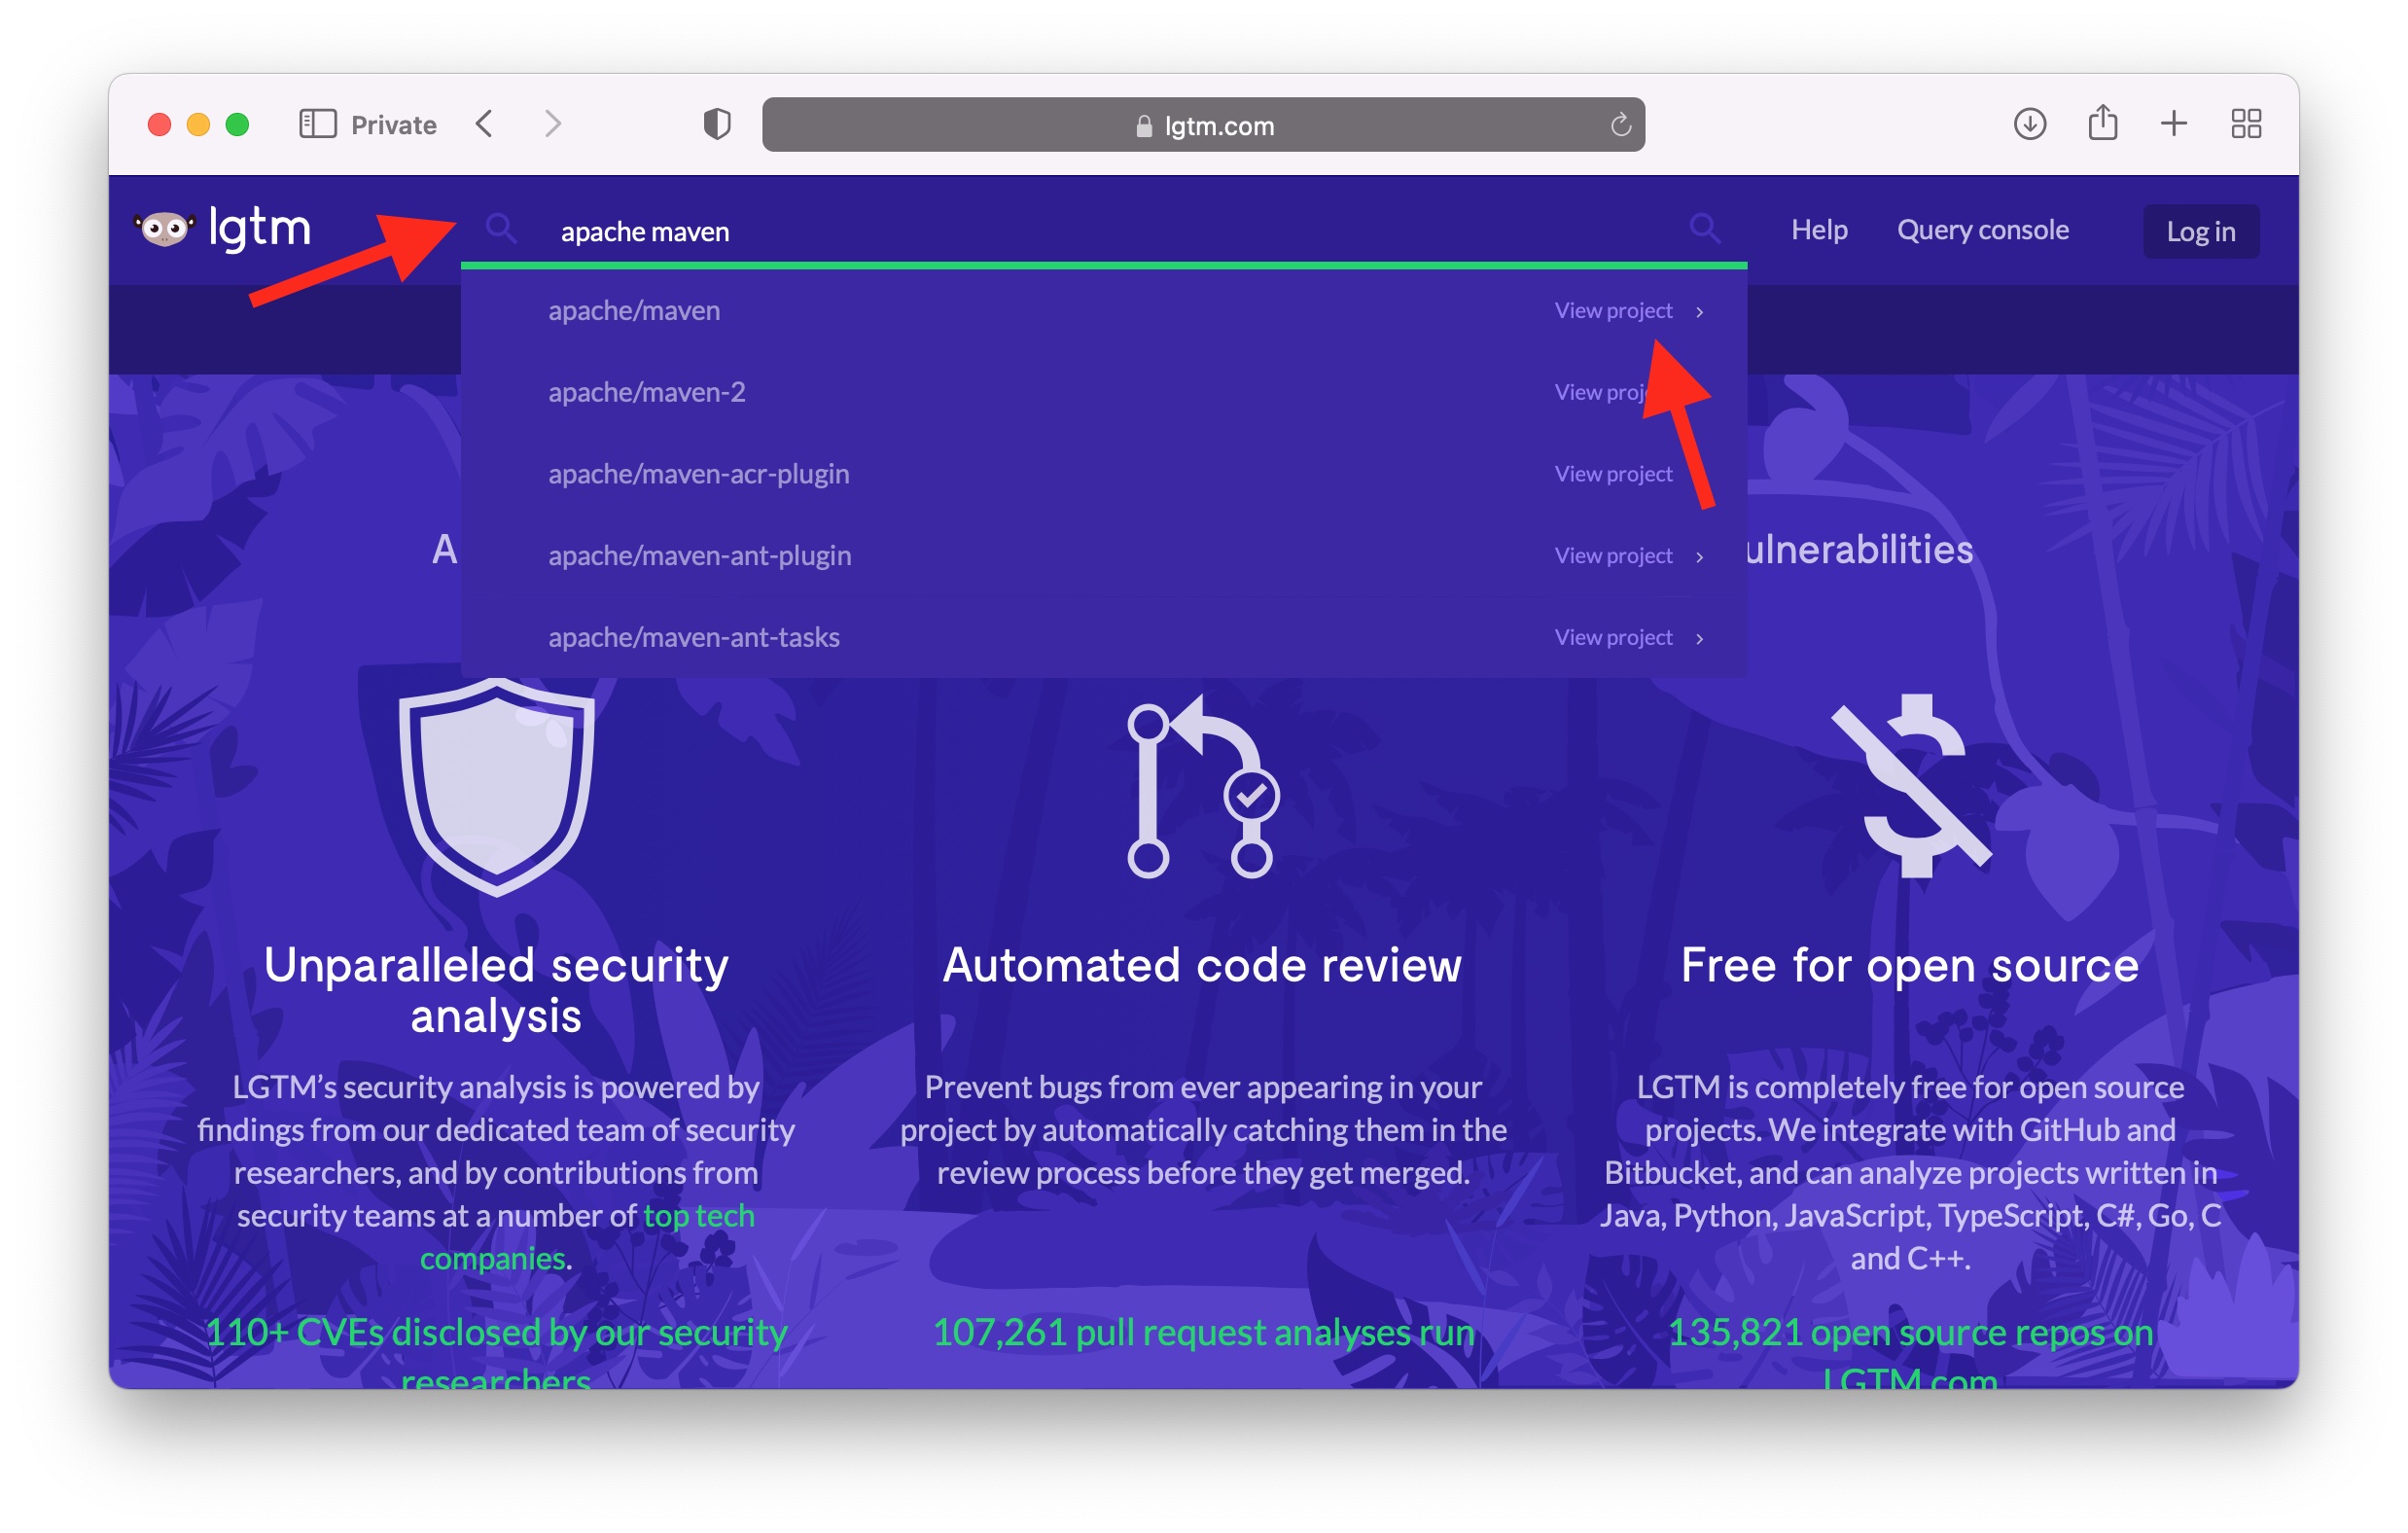 Private
lgtm.com
lgtm
apache maven
Help
Query console
Log in
apache/maven
View project
apache/maven-2
View
apache/maven-acr-plugin
View project
apache/maven-ant-plugin
View project
apache/maven-ant-tasks
View project
Unparalleled security
analysis
LGTM’s security analysis is powered by
findings from our dedicated team of security
researchers, and by contributions from
security teams at a number of top tech
companies.
110+ CVEs disclosed by our security
researchers
Automated code review
Prevent bugs from ever appearing in your
project by automatically catching them in the
review process before they get merged.
107,261 pull request analyses run
Free for open source
LGTM is completely free for open source
projects. We integrate with GitHub and
Bitbucket, and can analyze projects written in
Java, Python, JavaScript, TypeScript, C#, Go, C
and C++.
135,821 open source repos on
LGTM.com